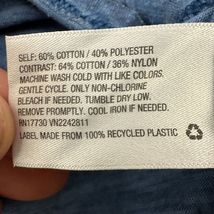 SELF: 60% COTTON / 40% POLYESTER
CONTRAST: 64% COTTON / 36% NYLON
MACHINE WASH COLD WITH LIKE COLORS.
GENTLE CYCLE. ONLY NON-CHLORINE
BLEACH IF NEEDED. TUMBLE DRY LOW.
REMOVE PROMPTLY. COOL IRON IF NEEDED.
RN17730 VN2242811
LABEL MADE FROM 100% RECYCLED PLASTIC